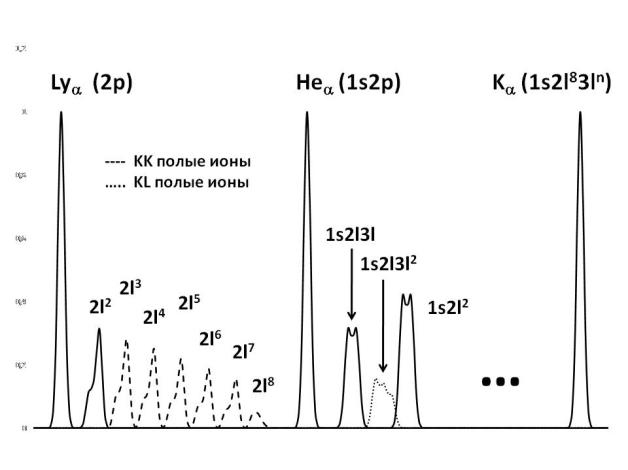 Lyα (2p)
Heα (1s2p)
Kα (1s2l⁸3lⁿ)
---- KK полые ионы
..... KL полые ионы
1s2l3l
1s2l3l²
2l³
2l²
2l⁴
2l⁵
1s2l²
2l⁶
2l⁷
2l⁸